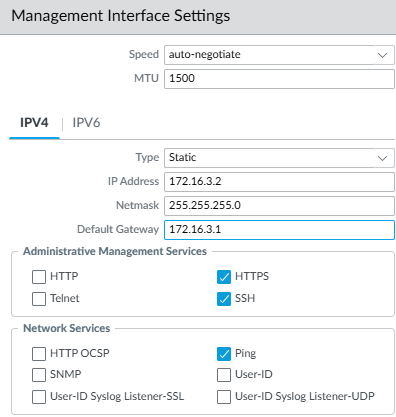 Management Interface Settings
Speed auto-negotiate
MTU 1500
IPV4 IPV6
Type Static
IP Address 172.16.3.2
Netmask 255.255.255.0
Default Gateway 172.16.3.1
Administrative Management Services
HTTP HTTPS
Telnet SSH
Network Services
HTTP OCSP Ping
SNMP User-ID
User-ID Syslog Listener-SSL User-ID Syslog Listener-UDP